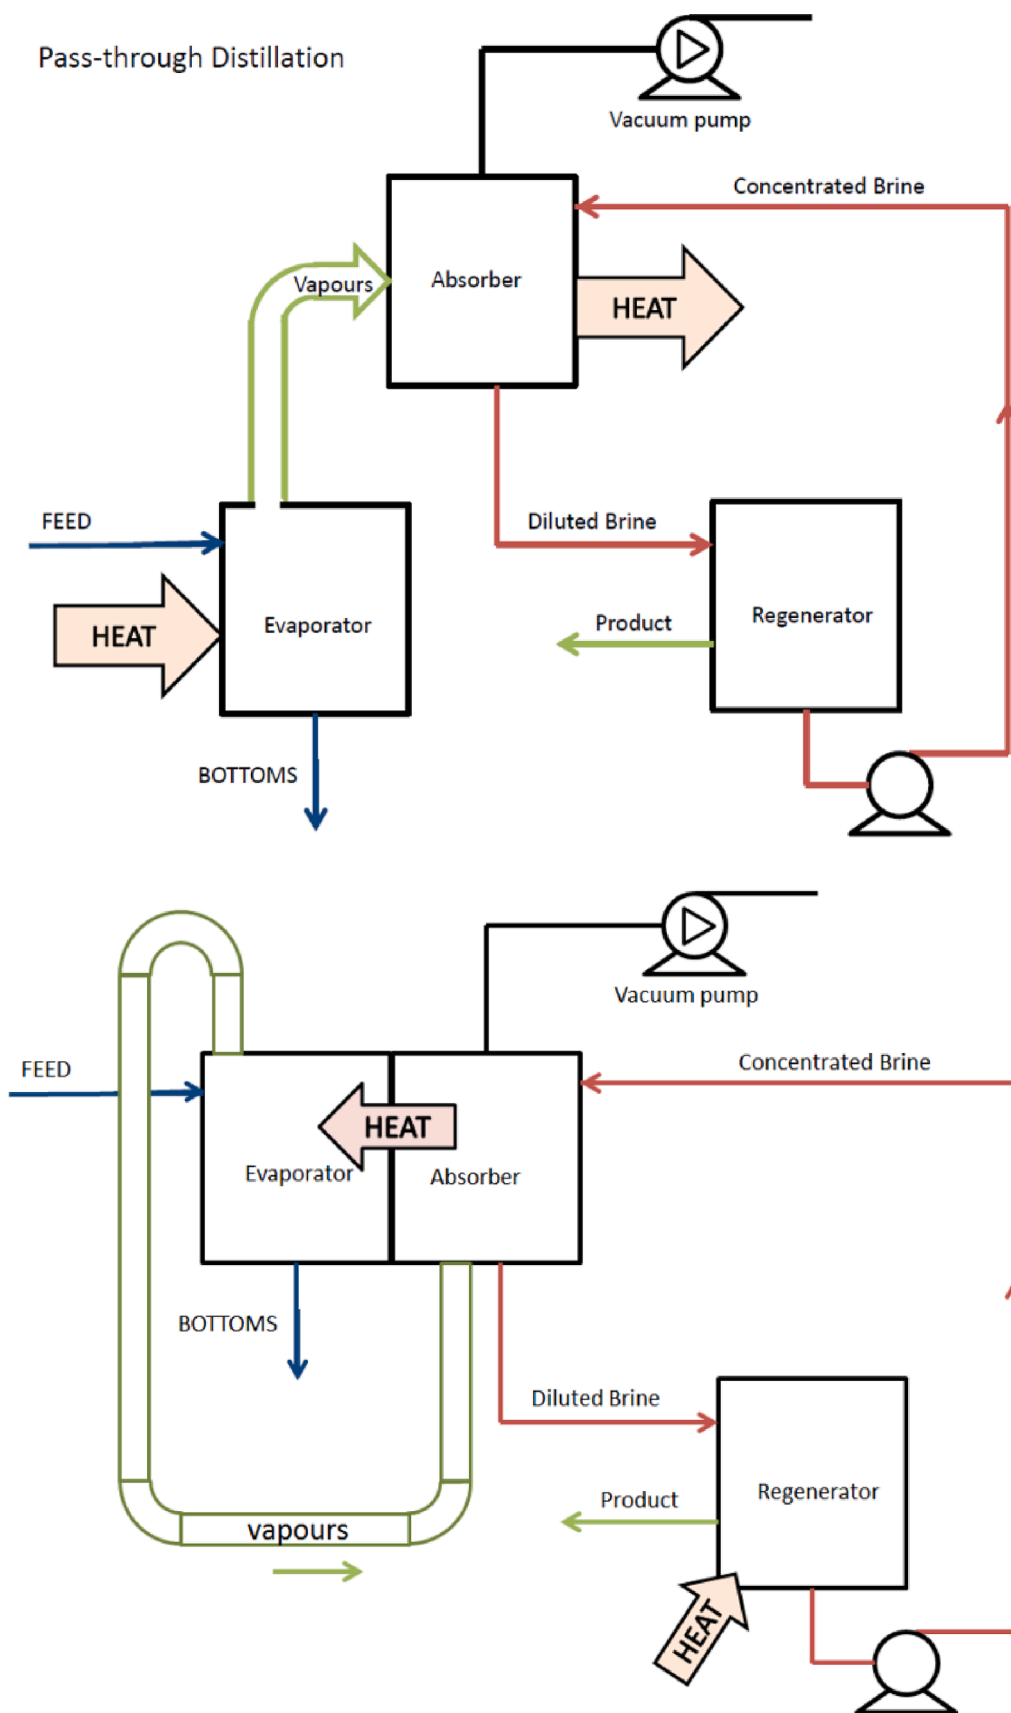 Pass-through Distillation
Vacuum pump
Concentrated Brine
Vapours
Absorber
HEAT
FEED
Diluted Brine
HEAT
Evaporator
Product
Regenerator
BOTTOMS
Vacuum pump
FEED
Concentrated Brine
HEAT
Evaporator
Absorber
BOTTOMS
Diluted Brine
Product
Regenerator
vapours
HEAT